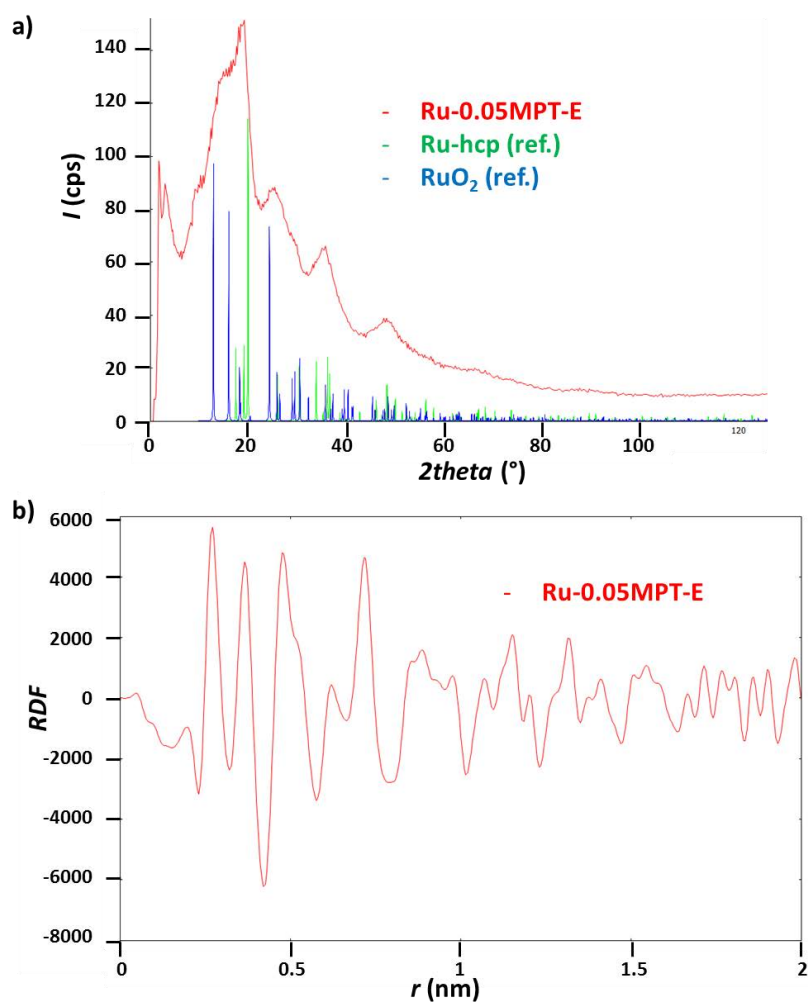 a)
140
120
100
80
60
40
20
0
I (cps)
- Ru-0.05MPT-E
- Ru-hcp (ref.)
- RuO₂ (ref.)
0 20 40 60 80 100 120
2theta (°)
b)
6000
4000
2000
0
-2000
-4000
-6000
-8000
RDF
- Ru-0.05MPT-E
0 0.5 1 1.5 2
r (nm)